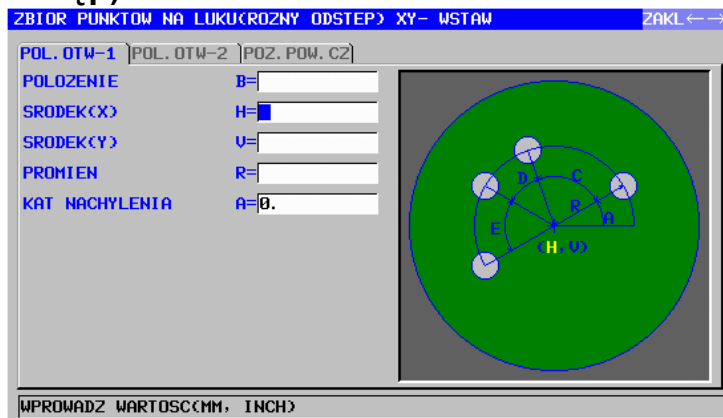 ZBIOR PUNKTOW NA LUKU(ROZNY ODSTEP) XY- WSTAW ZAKL←→
POL.OTW-1 POL.OTW-2 POZ.POW.CZ
POLOZENIE B=
SRODEK(X) H=
SRODEK(Y) V=
PROMIEN R=
KAT NACHYLENIA A=0.
D C
R A
E
(H,V)
WPROWADZ WARTOSC(MM, INCH)